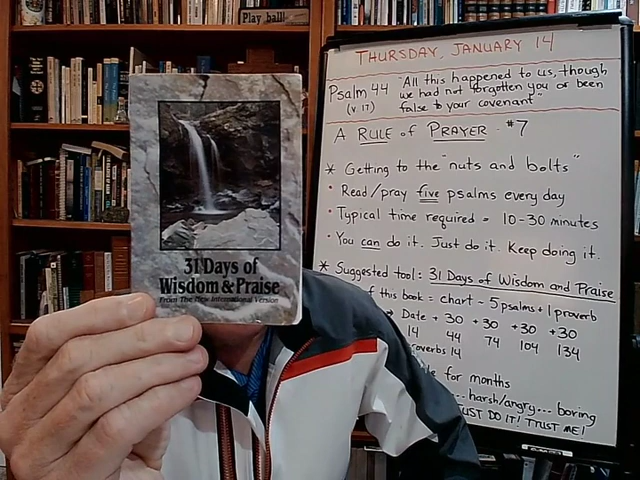 Play ball!
31 Days of
Wisdom & Praise
From The New International Version
THURSDAY, JANUARY 14
Psalm 44 "All this happened to us, though
(v 17) we had not forgotten you or been
false to your covenant"
A RULE of PRAYER - #7
* Getting to the "nuts and bolts"
• Read/pray five psalms every day
• Typical time required = 10-30 minutes
• You can do it. Just do it. Keep doing it.
* Suggested tool: 31 Days of Wisdom and Praise
of this book = chart ~ 5 psalms + 1 proverb
→ Date + 30 + 30 + 30 + 30
14 44 74 104 134
overbs 14
for months
... harsh/angry... boring
UST DO IT! TRUST ME!